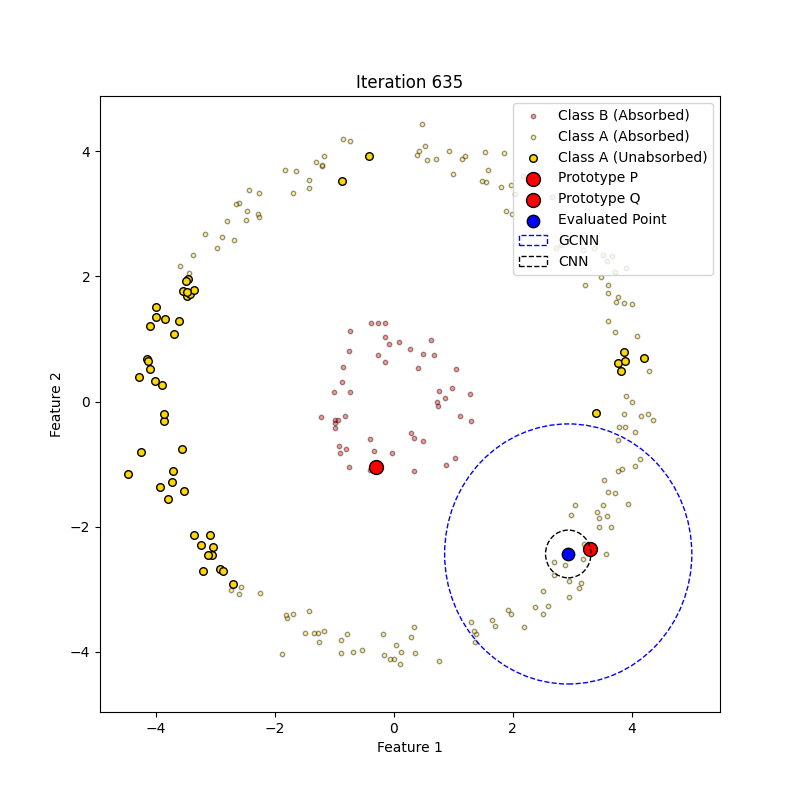 Iteration 635
Class B (Absorbed)
Class A (Absorbed)
Class A (Unabsorbed)
Prototype P
Prototype Q
Evaluated Point
GCNN
CNN
4
2
0
−2
−4
Feature 2
−4
−2
0
2
4
Feature 1